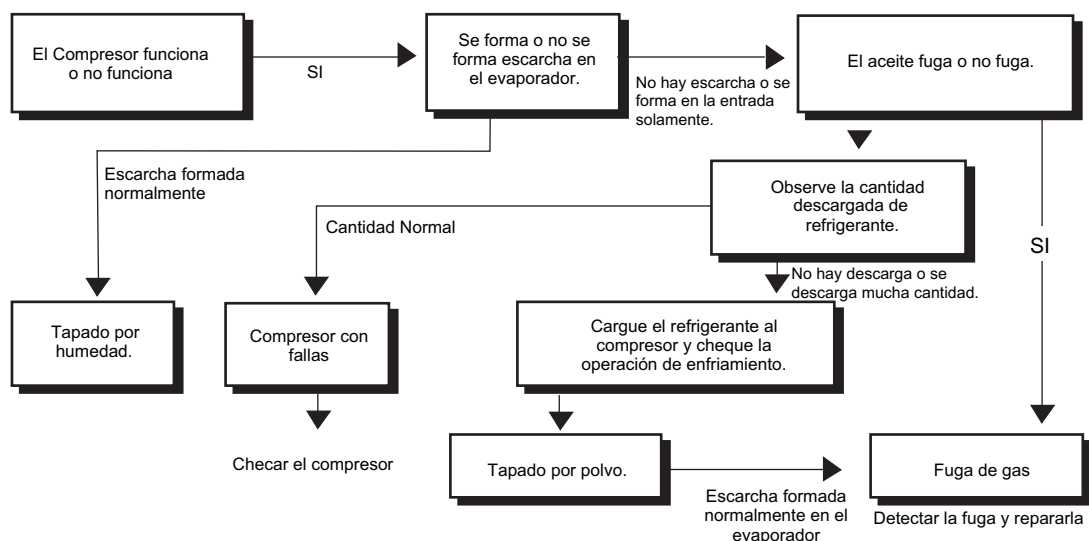 El Compresor funciona
o no funciona
SI
Se forma o no se
forma escarcha en
el evaporador.
No hay escarcha o se
forma en la entrada
solamente.
El aceite fuga o no fuga.
Escarcha formada
normalmente
Cantidad Normal
Observe la cantidad
descargada de
refrigerante.
SI
No hay descarga o se
descarga mucha cantidad.
Tapado por
humedad.
Compresor con
fallas
Cargue el refrigerante al
compresor y cheque la
operación de enfriamiento.
Checar el compresor
Tapado por polvo.
Escarcha formada
normalmente en el
evaporador
Fuga de gas
Detectar la fuga y repararla